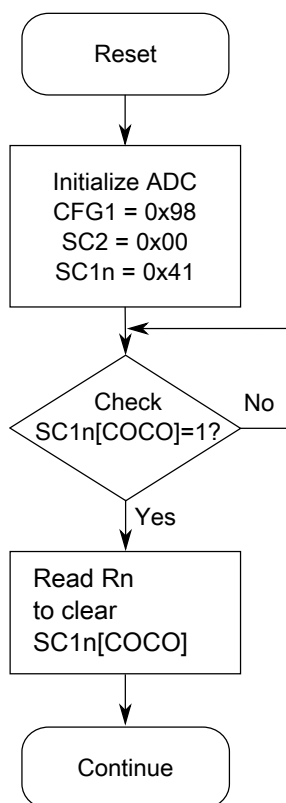 Reset
Initialize ADC
CFG1 = 0x98
SC2 = 0x00
SC1n = 0x41
Check
SC1n[COCO]=1?
No
Yes
Read Rn
to clear
SC1n[COCO]
Continue